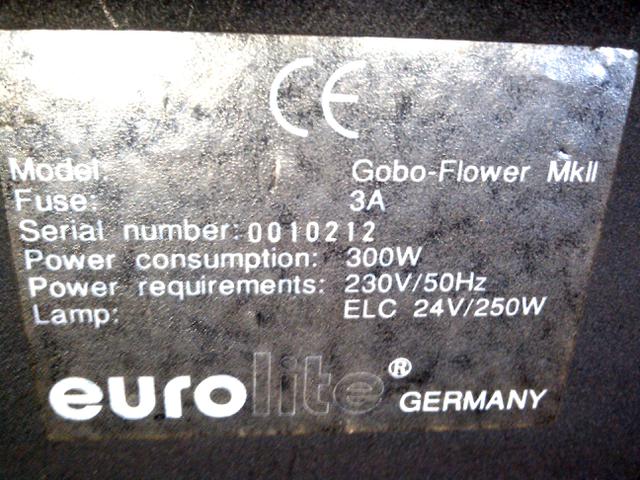 CE
Model: Gobo-Flower MkII
Fuse: 3A
Serial number: 0010212
Power consumption: 300W
Power requirements: 230V/50Hz
Lamp: ELC 24V/250W
eurolite® GERMANY